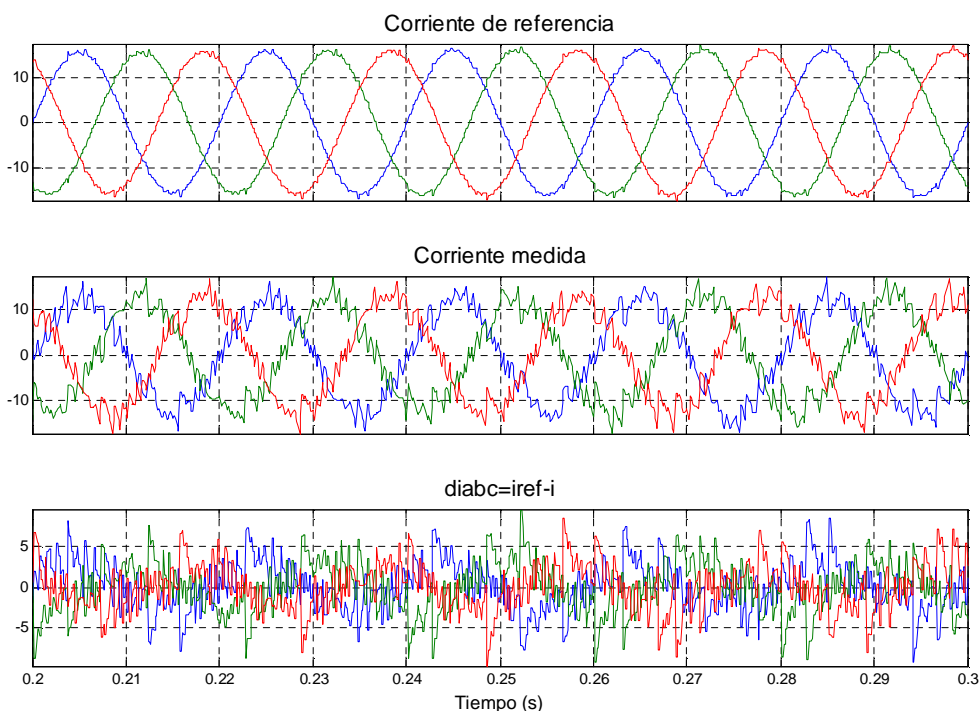 Corriente de referencia
10
0
-10
Corriente medida
10
0
-10
diabc=iref-i
5
0
-5
0.2 0.21 0.22 0.23 0.24 0.25 0.26 0.27 0.28 0.29 0.3
Tiempo (s)